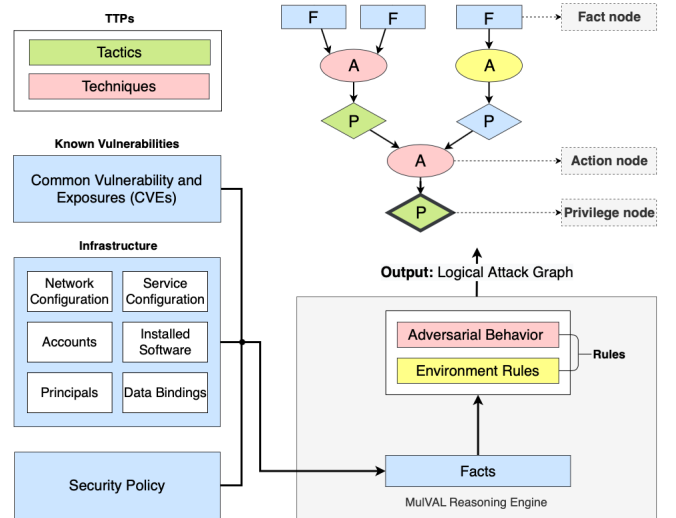 TTPs
Tactics
Techniques
F
F
F
Fact node
A
A
P
P
A
Action node
P
Privilege node
Known Vulnerabilities
Common Vulnerability and
Exposures (CVEs)
Infrastructure
Network
Configuration
Service
Configuration
Accounts
Installed
Software
Principals
Data Bindings
Security Policy
Output: Logical Attack Graph
Adversarial Behavior
Environment Rules
Rules
Facts
MulVAL Reasoning Engine